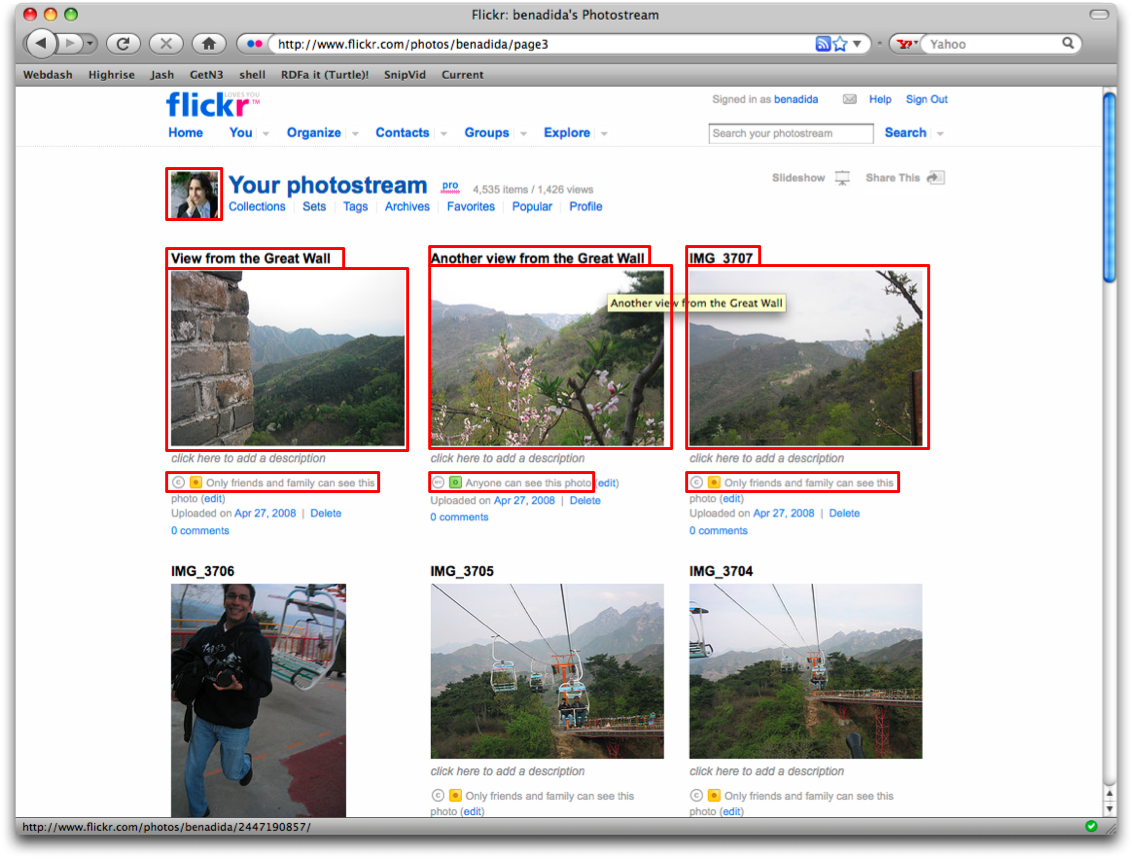 Flickr: benadida's Photostream
http://www.flickr.com/photos/benadida/page3
Yahoo
Webdash Highrise Jash GetN3 shell RDFa it (Turtle)! SnipVid Current
LOVES YOU
flickr TM
Signed in as benadida Help Sign Out
Home You Organize Contacts Groups Explore
Search your photostream Search
Your photostream pro 4,535 items / 1,426 views
Slideshow Share This
Collections Sets Tags Archives Favorites Popular Profile
View from the Great Wall Another view from the Great Wall IMG_3707
Another view from the Great Wall
click here to add a description click here to add a description click here to add a description
Only friends and family can see this Anyone can see this photo (edit) Only friends and family can see this
photo (edit) Uploaded on Apr 27, 2008 | Delete photo (edit)
Uploaded on Apr 27, 2008 | Delete 0 comments Uploaded on Apr 27, 2008 | Delete
0 comments 0 comments
IMG_3706 IMG_3705 IMG_3704
click here to add a description click here to add a description
Only friends and family can see this Only friends and family can see this
photo (edit) photo (edit)
http://www.flickr.com/photos/benadida/2447190857/